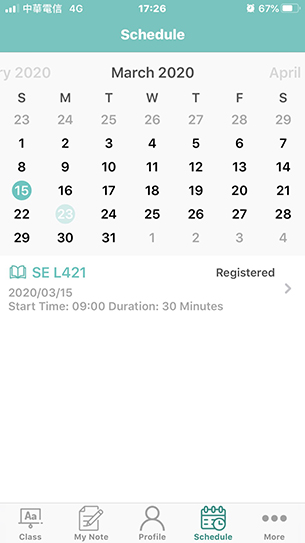 中華電信 4G 17:26 67%
Schedule
ry 2020 March 2020 April
S M T W T F S
23 24 25 26 27 28 29
1 2 3 4 5 6 7
8 9 10 11 12 13 14
15 16 17 18 19 20 21
22 23 24 25 26 27 28
29 30 31 1 2 3 4
SE L421 Registered
2020/03/15
Start Time: 09:00 Duration: 30 Minutes
Aa
Class My Note Profile Schedule More